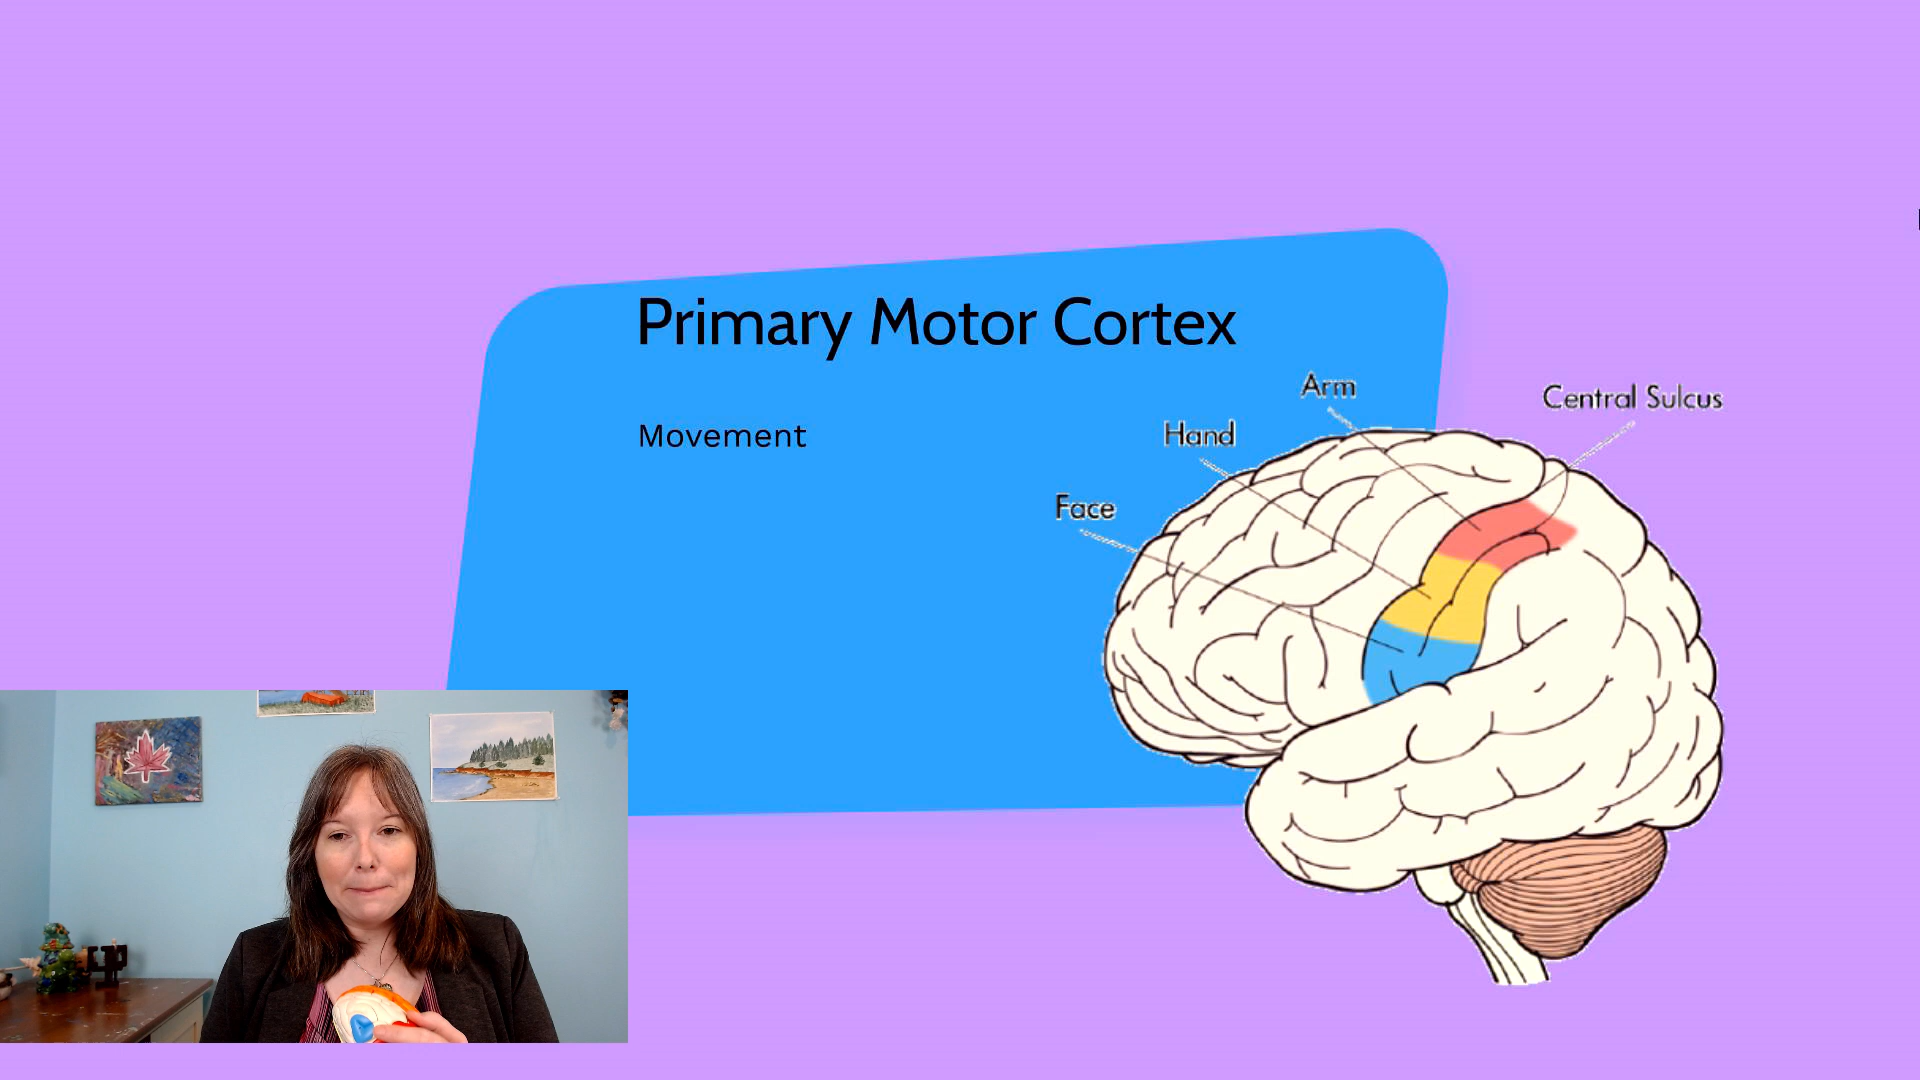 Primary Motor Cortex
Movement
Arm
Central Sulcus
Hand
Face